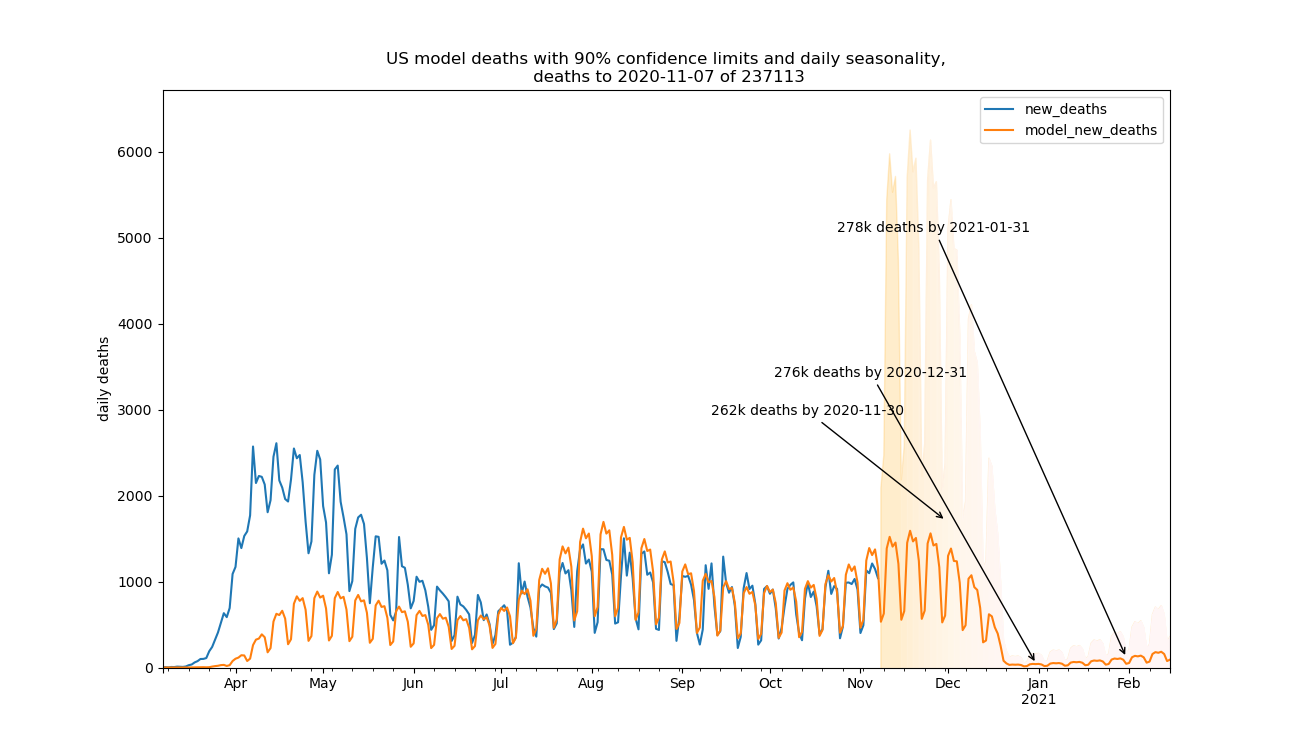 US model deaths with 90% confidence limits and daily seasonality,
deaths to 2020-11-07 of 237113
new_deaths
model_new_deaths
6000
5000
4000
3000
2000
1000
0
daily deaths
278k deaths by 2021-01-31
276k deaths by 2020-12-31
262k deaths by 2020-11-30
Apr May Jun Jul Aug Sep Oct Nov Dec Jan Feb
2021